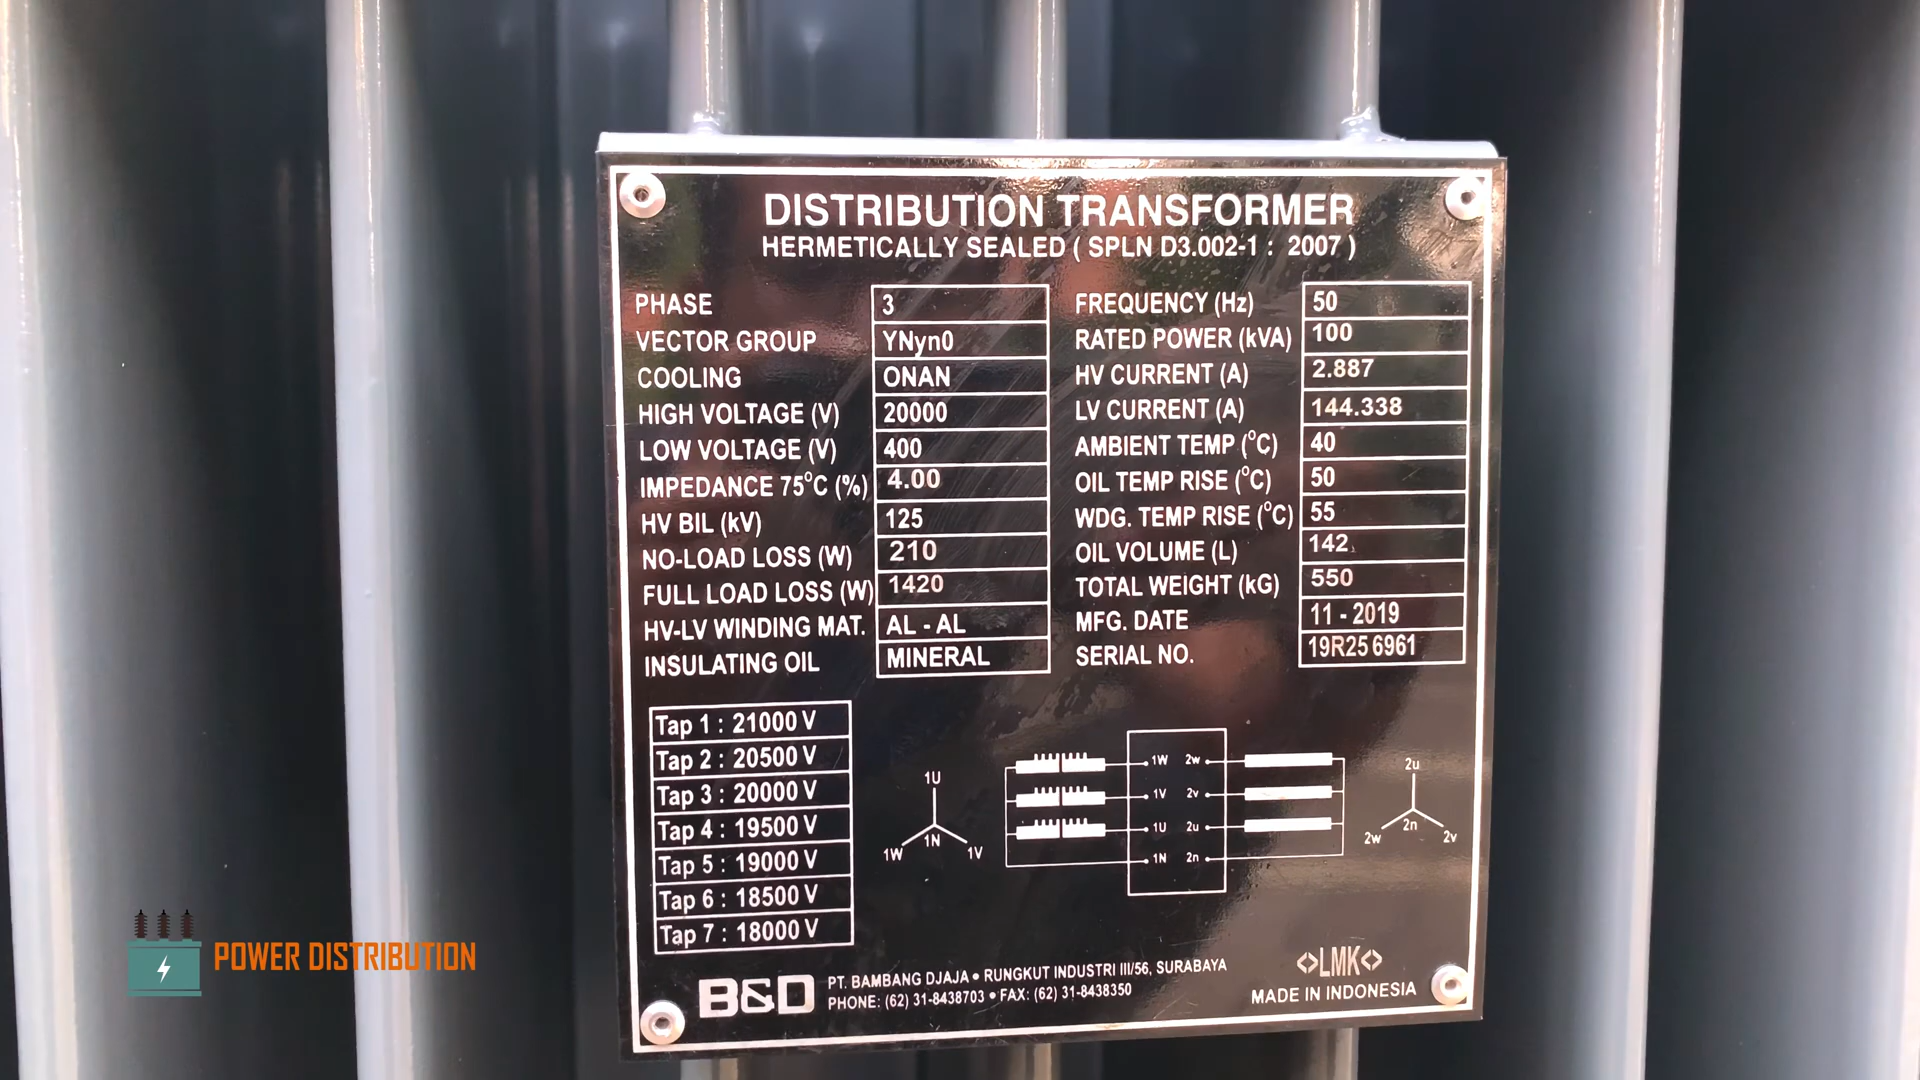 DISTRIBUTION TRANSFORMER
HERMETICALLY SEALED ( SPLN D3.002-1 : 2007 )
PHASE 3
VECTOR GROUP YNyn0
COOLING ONAN
HIGH VOLTAGE (V) 20000
LOW VOLTAGE (V) 400
IMPEDANCE 75°C (%) 4.00
HV BIL (kV) 125
NO-LOAD LOSS (W) 210
FULL LOAD LOSS (W) 1420
HV-LV WINDING MAT. AL - AL
INSULATING OIL MINERAL
FREQUENCY (Hz) 50
RATED POWER (kVA) 100
HV CURRENT (A) 2.887
LV CURRENT (A) 144.338
AMBIENT TEMP (°C) 40
OIL TEMP RISE (°C) 50
WDG. TEMP RISE (°C) 55
OIL VOLUME (L) 142
TOTAL WEIGHT (kG) 550
MFG. DATE 11 - 2019
SERIAL NO. 19R25 6961
Tap 1 : 21000 V
Tap 2 : 20500 V
Tap 3 : 20000 V
Tap 4 : 19500 V
Tap 5 : 19000 V
Tap 6 : 18500 V
Tap 7 : 18000 V
1U
1N
1W 1V
1W 2w
1V 2v
1U 2u
1N 2n
2u
2n
2w 2v
B&D
PT. BAMBANG DJAJA • RUNGKUT INDUSTRI III/56, SURABAYA
PHONE: (62) 31-8438703 • FAX: (62) 31-8438350
<>LMK<>
MADE IN INDONESIA
POWER DISTRIBUTION